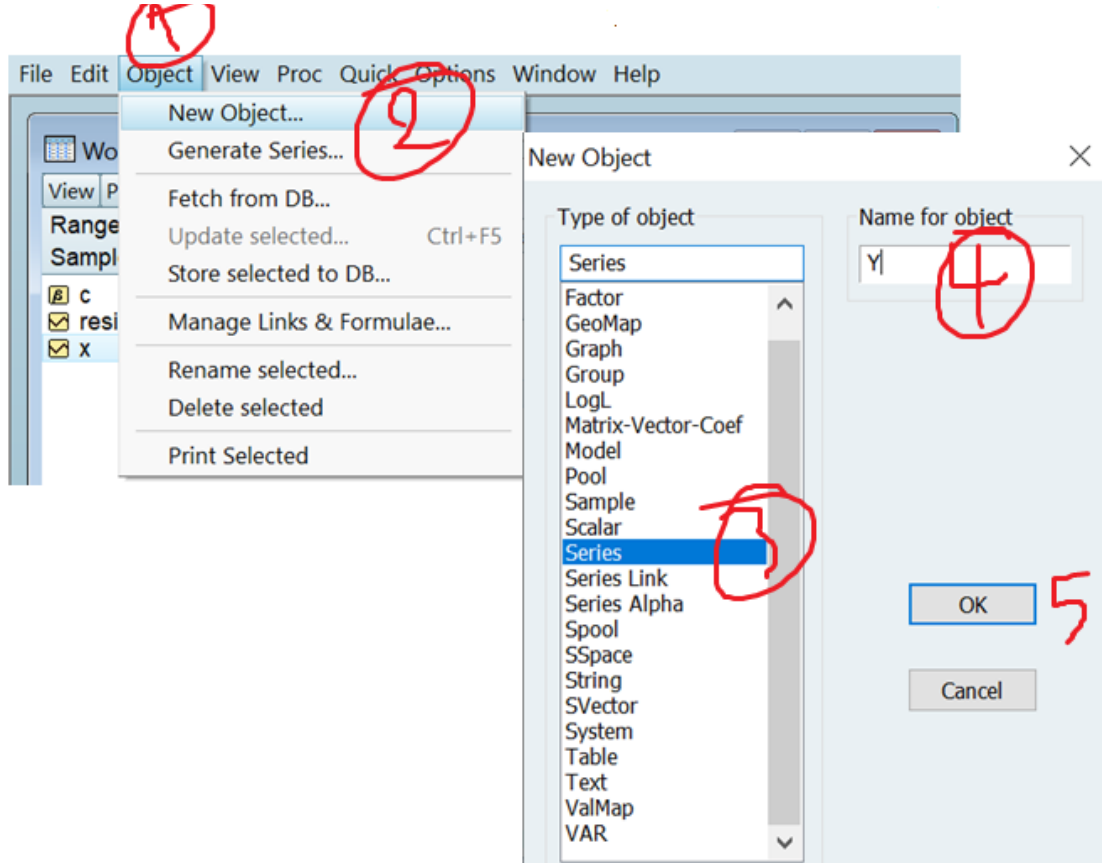 1
File Edit Object View Proc Quick Options Window Help
New Object...
2
Generate Series...
Fetch from DB...
Update selected... Ctrl+F5
Store selected to DB...
Manage Links & Formulae...
Rename selected...
Delete selected
Print Selected
Wo
View P
Range
Sampl
c
resi
x
New Object
Type of object
Series
Factor
GeoMap
Graph
Group
LogL
Matrix-Vector-Coef
Model
Pool
Sample
Scalar
Series
Series Link
Series Alpha
Spool
SSpace
String
SVector
System
Table
Text
ValMap
VAR
3
Name for object
Y
4
OK
5
Cancel